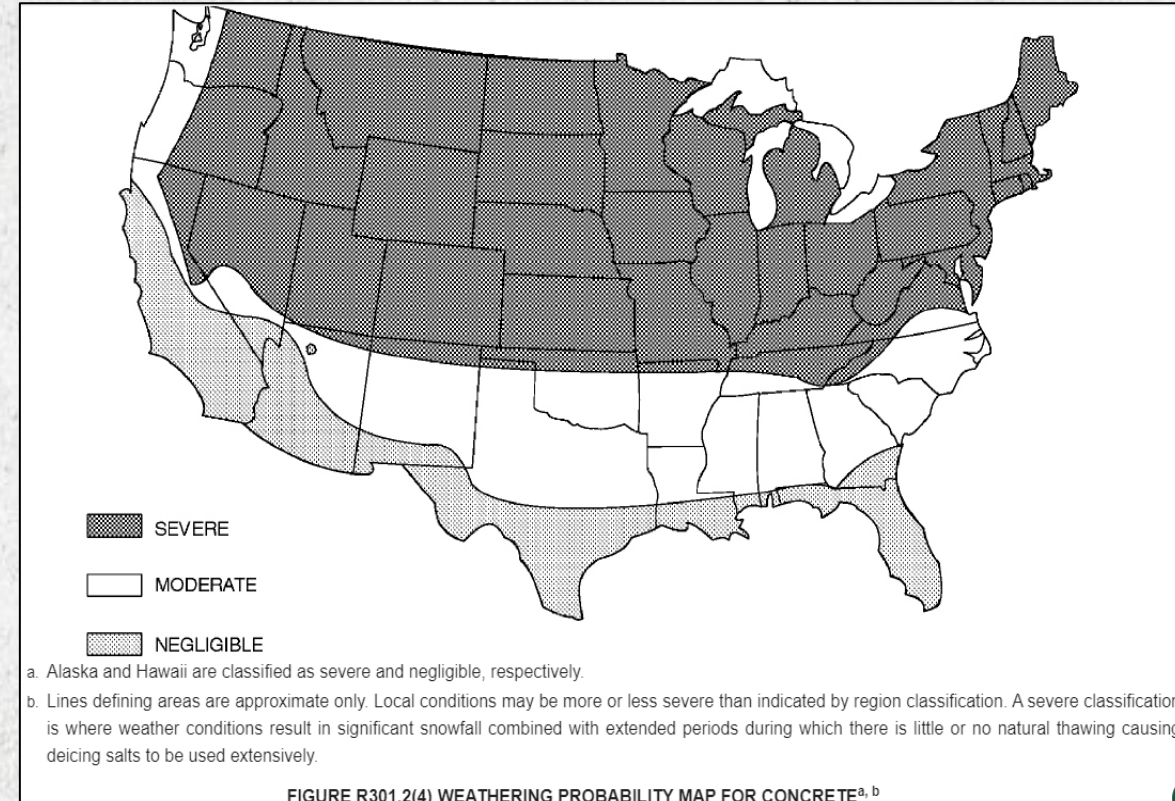 SEVERE
MODERATE
NEGLIGIBLE
a. Alaska and Hawaii are classified as severe and negligible, respectively.
b. Lines defining areas are approximate only. Local conditions may be more or less severe than indicated by region classification. A severe classification
is where weather conditions result in significant snowfall combined with extended periods during which there is little or no natural thawing causing
deicing salts to be used extensively.
FIGURE R301.2(4) WEATHERING PROBABILITY MAP FOR CONCRETEa, b